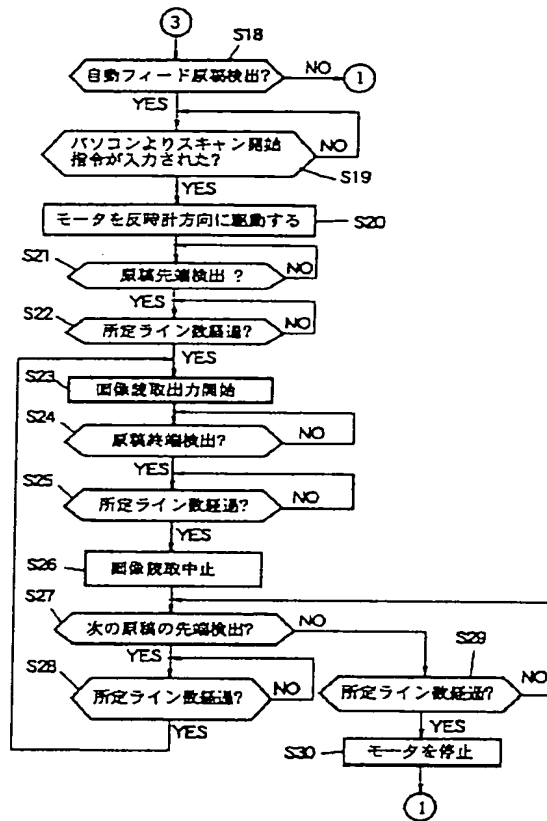 3
S18
自動フィード原稿検出?
NO
1
YES
パソコンよりスキャン開始
指令が入力された?
NO
S19
YES
モータを反時計方向に駆動する
S20
S21
原稿先端検出 ?
NO
YES
S22
所定ライン数経過?
NO
YES
S23
画像読取出力開始
S24
原稿終端検出?
NO
YES
S25
所定ライン数経過?
NO
YES
S26
画像読取中止
S27
次の原稿の先端検出?
NO
YES
S28
所定ライン数経過?
NO
YES
S29
所定ライン数経過?
NO
YES
S30
モータを停止
1